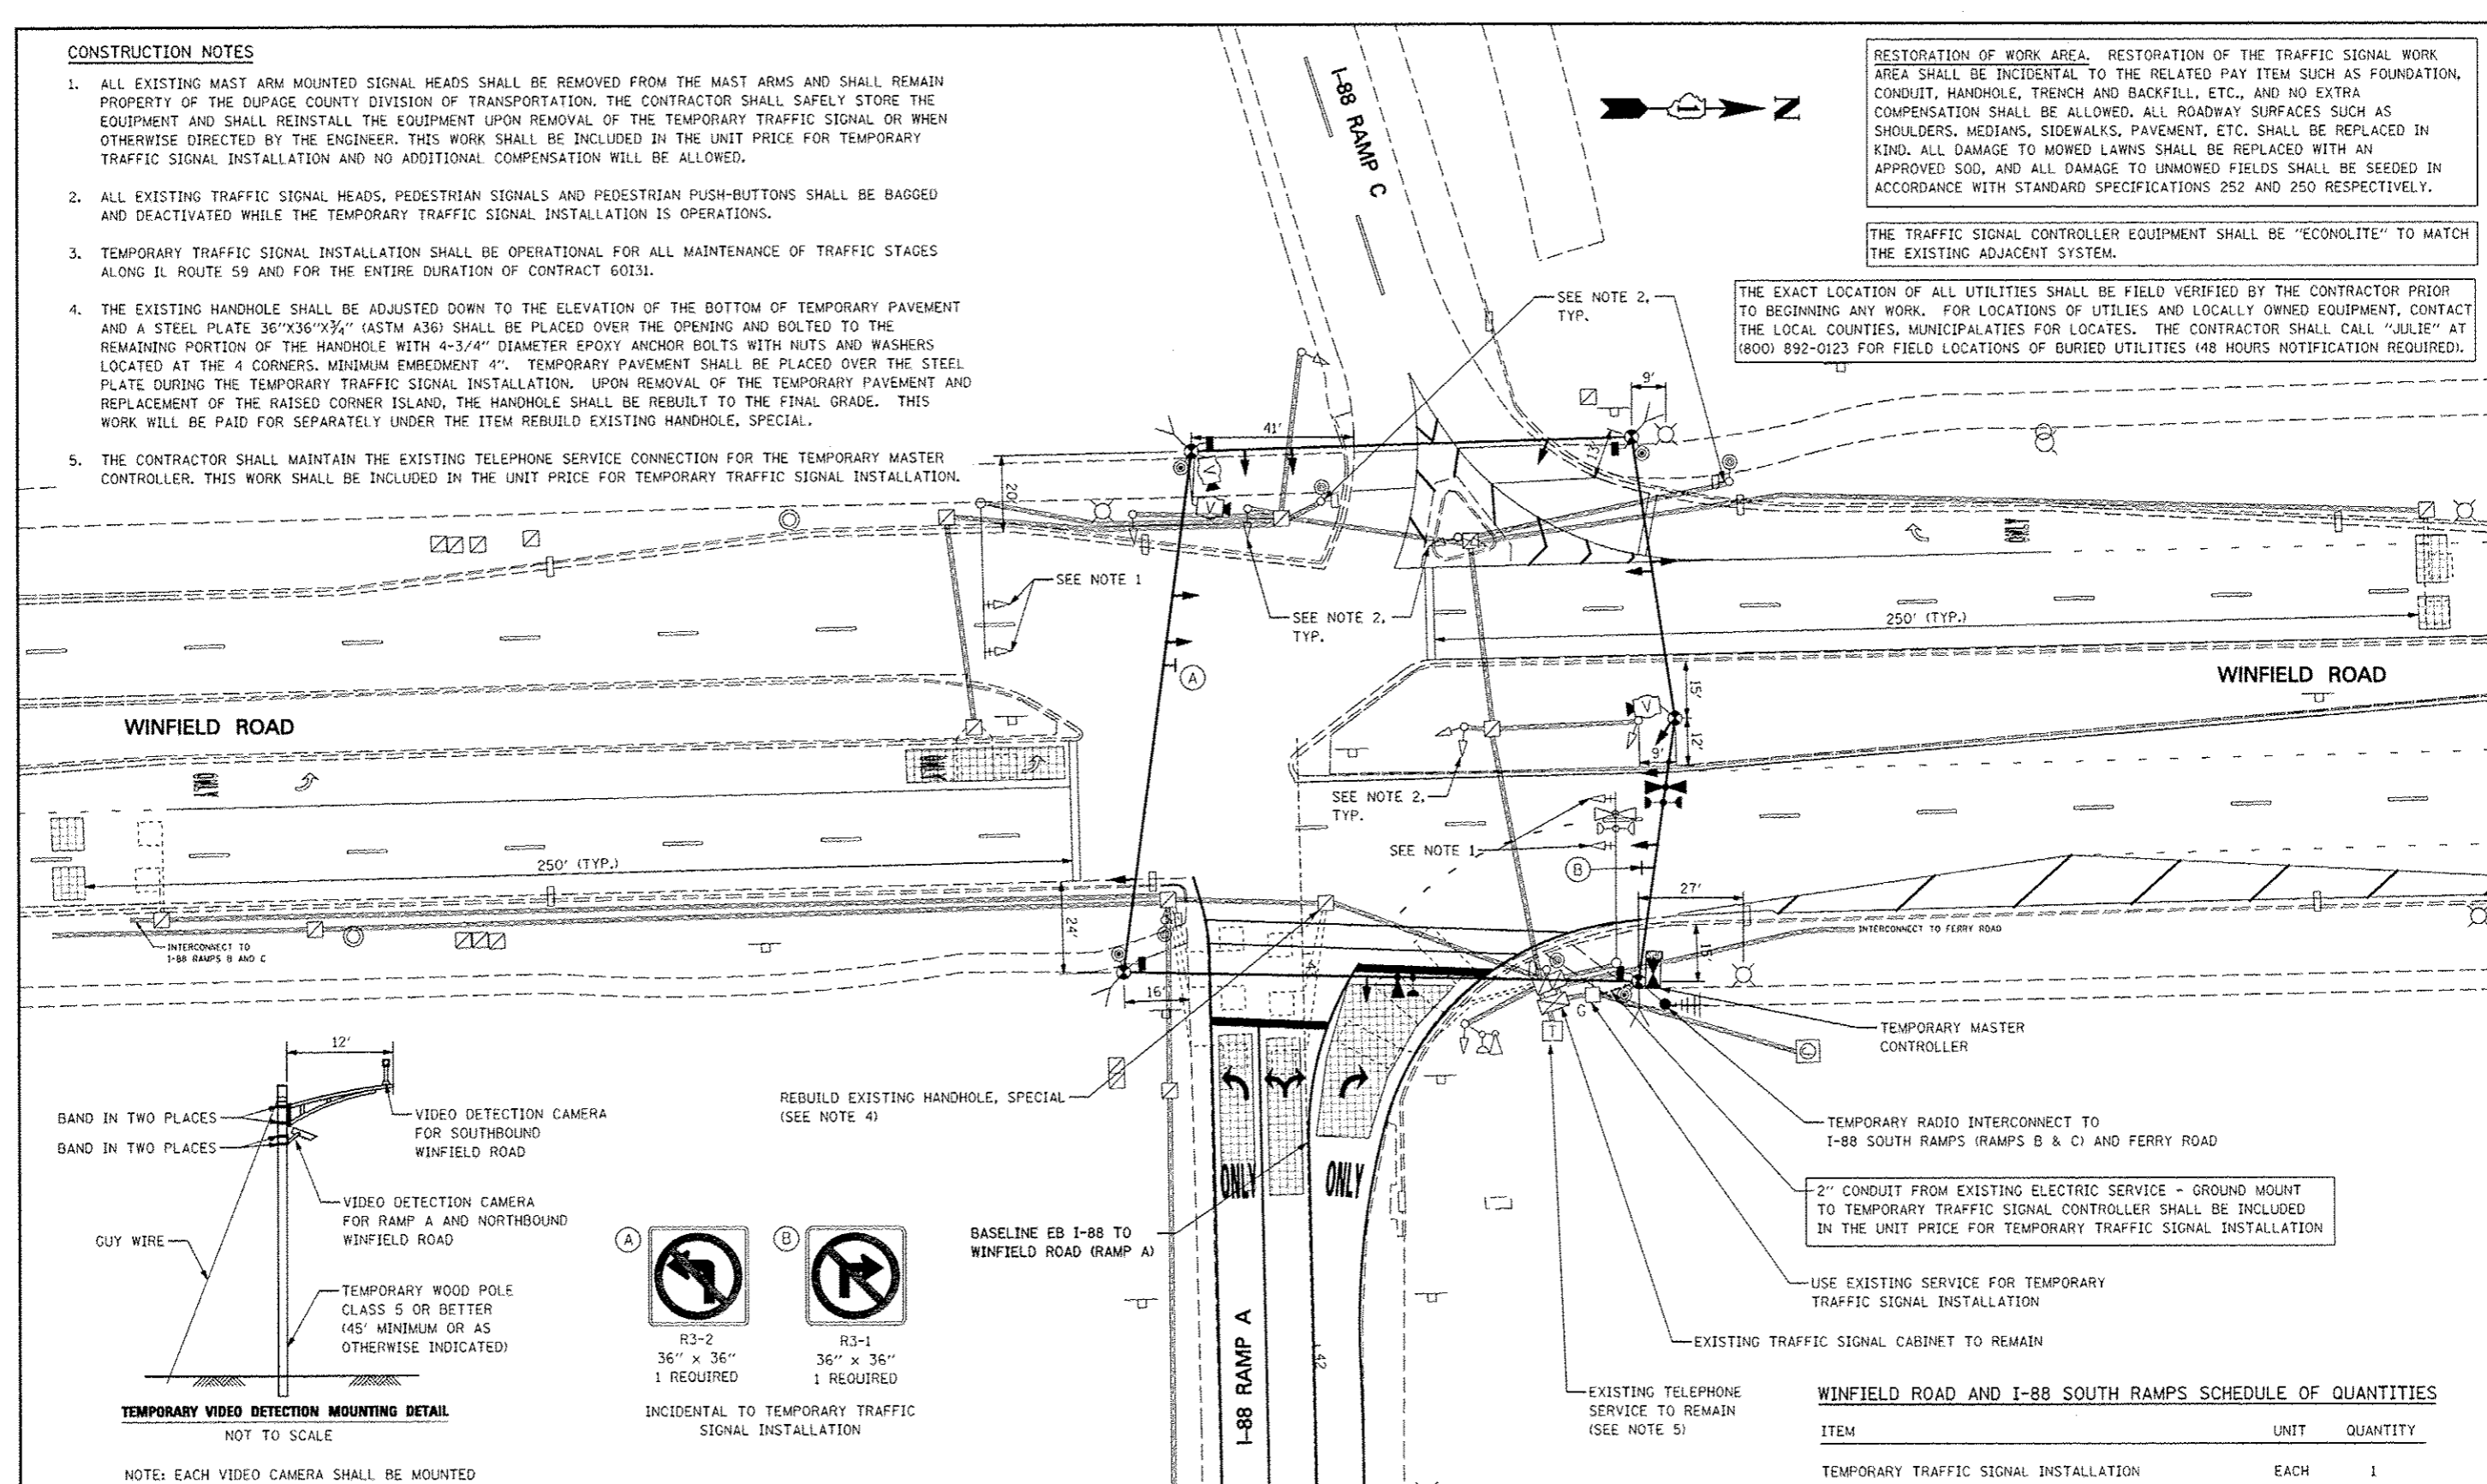 CONSTRUCTION NOTES
1. ALL EXISTING MAST ARM MOUNTED SIGNAL HEADS SHALL BE REMOVED FROM THE MAST ARMS AND SHALL REMAIN
PROPERTY OF THE DUPAGE COUNTY DIVISION OF TRANSPORTATION. THE CONTRACTOR SHALL SAFELY STORE THE
EQUIPMENT AND SHALL REINSTALL THE EQUIPMENT UPON REMOVAL OF THE TEMPORARY TRAFFIC SIGNAL OR WHEN
OTHERWISE DIRECTED BY THE ENGINEER. THIS WORK SHALL BE INCLUDED IN THE UNIT PRICE FOR TEMPORARY
TRAFFIC SIGNAL INSTALLATION AND NO ADDITIONAL COMPENSATION WILL BE ALLOWED.
2. ALL EXISTING TRAFFIC SIGNAL HEADS, PEDESTRIAN SIGNALS AND PEDESTRIAN PUSH-BUTTONS SHALL BE BAGGED
AND DEACTIVATED WHILE THE TEMPORARY TRAFFIC SIGNAL INSTALLATION IS OPERATIONS.
3. TEMPORARY TRAFFIC SIGNAL INSTALLATION SHALL BE OPERATIONAL FOR ALL MAINTENANCE OF TRAFFIC STAGES
ALONG IL ROUTE 59 AND FOR THE ENTIRE DURATION OF CONTRACT 60I31.
4. THE EXISTING HANDHOLE SHALL BE ADJUSTED DOWN TO THE ELEVATION OF THE BOTTOM OF TEMPORARY PAVEMENT
AND A STEEL PLATE 36"X36"X¾" (ASTM A36) SHALL BE PLACED OVER THE OPENING AND BOLTED TO THE
REMAINING PORTION OF THE HANDHOLE WITH 4-3/4" DIAMETER EPOXY ANCHOR BOLTS WITH NUTS AND WASHERS
LOCATED AT THE 4 CORNERS. MINIMUM EMBEDMENT 4". TEMPORARY PAVEMENT SHALL BE PLACED OVER THE STEEL
PLATE DURING THE TEMPORARY TRAFFIC SIGNAL INSTALLATION. UPON REMOVAL OF THE TEMPORARY PAVEMENT AND
REPLACEMENT OF THE RAISED CORNER ISLAND, THE HANDHOLE SHALL BE REBUILT TO THE FINAL GRADE. THIS
WORK WILL BE PAID FOR SEPARATELY UNDER THE ITEM REBUILD EXISTING HANDHOLE, SPECIAL.
5. THE CONTRACTOR SHALL MAINTAIN THE EXISTING TELEPHONE SERVICE CONNECTION FOR THE TEMPORARY MASTER
CONTROLLER. THIS WORK SHALL BE INCLUDED IN THE UNIT PRICE FOR TEMPORARY TRAFFIC SIGNAL INSTALLATION.
I-88 RAMP C
N
RESTORATION OF WORK AREA. RESTORATION OF THE TRAFFIC SIGNAL WORK
AREA SHALL BE INCIDENTAL TO THE RELATED PAY ITEM SUCH AS FOUNDATION,
CONDUIT, HANDHOLE, TRENCH AND BACKFILL, ETC., AND NO EXTRA
COMPENSATION SHALL BE ALLOWED. ALL ROADWAY SURFACES SUCH AS
SHOULDERS, MEDIANS, SIDEWALKS, PAVEMENT, ETC. SHALL BE REPLACED IN
KIND. ALL DAMAGE TO MOWED LAWNS SHALL BE REPLACED WITH AN
APPROVED SOD, AND ALL DAMAGE TO UNMOWED FIELDS SHALL BE SEEDED IN
ACCORDANCE WITH STANDARD SPECIFICATIONS 252 AND 250 RESPECTIVELY.
THE TRAFFIC SIGNAL CONTROLLER EQUIPMENT SHALL BE "ECONOLITE" TO MATCH
THE EXISTING ADJACENT SYSTEM.
THE EXACT LOCATION OF ALL UTILITIES SHALL BE FIELD VERIFIED BY THE CONTRACTOR PRIOR
TO BEGINNING ANY WORK. FOR LOCATIONS OF UTILIES AND LOCALLY OWNED EQUIPMENT, CONTACT
THE LOCAL COUNTIES, MUNICIPALATIES FOR LOCATES. THE CONTRACTOR SHALL CALL "JULIE" AT
(800) 892-0123 FOR FIELD LOCATIONS OF BURIED UTILITIES (48 HOURS NOTIFICATION REQUIRED).
SEE NOTE 2,
TYP.
9'
41'
13'
20'
V
V
SEE NOTE 1
SEE NOTE 2,
TYP.
A
250' (TYP.)
WINFIELD ROAD
WINFIELD ROAD
15'
V
12'
9'
SEE NOTE 2,
TYP.
SEE NOTE 1
B
250' (TYP.)
27'
24'
INTERCONNECT TO
I-88 RAMPS B AND C
INTERCONNECT TO FERRY ROAD
15'
16'
G
T
TEMPORARY MASTER
CONTROLLER
12'
BAND IN TWO PLACES
BAND IN TWO PLACES
VIDEO DETECTION CAMERA
FOR SOUTHBOUND
WINFIELD ROAD
REBUILD EXISTING HANDHOLE, SPECIAL
(SEE NOTE 4)
TEMPORARY RADIO INTERCONNECT TO
I-88 SOUTH RAMPS (RAMPS B & C) AND FERRY ROAD
ONLY
ONLY
VIDEO DETECTION CAMERA
FOR RAMP A AND NORTHBOUND
WINFIELD ROAD
2" CONDUIT FROM EXISTING ELECTRIC SERVICE - GROUND MOUNT
TO TEMPORARY TRAFFIC SIGNAL CONTROLLER SHALL BE INCLUDED
IN THE UNIT PRICE FOR TEMPORARY TRAFFIC SIGNAL INSTALLATION
GUY WIRE
A
B
BASELINE EB I-88 TO
WINFIELD ROAD (RAMP A)
TEMPORARY WOOD POLE
CLASS 5 OR BETTER
(45' MINIMUM OR AS
OTHERWISE INDICATED)
USE EXISTING SERVICE FOR TEMPORARY
TRAFFIC SIGNAL INSTALLATION
EXISTING TRAFFIC SIGNAL CABINET TO REMAIN
R3-2
36" x 36"
1 REQUIRED
R3-1
36" x 36"
1 REQUIRED
INCIDENTAL TO TEMPORARY TRAFFIC
SIGNAL INSTALLATION
I-88 RAMP A
42
EXISTING TELEPHONE
SERVICE TO REMAIN
(SEE NOTE 5)
TEMPORARY VIDEO DETECTION MOUNTING DETAIL
NOT TO SCALE
NOTE: EACH VIDEO CAMERA SHALL BE MOUNTED
WINFIELD ROAD AND I-88 SOUTH RAMPS SCHEDULE OF QUANTITIES
ITEM UNIT QUANTITY
TEMPORARY TRAFFIC SIGNAL INSTALLATION EACH 1